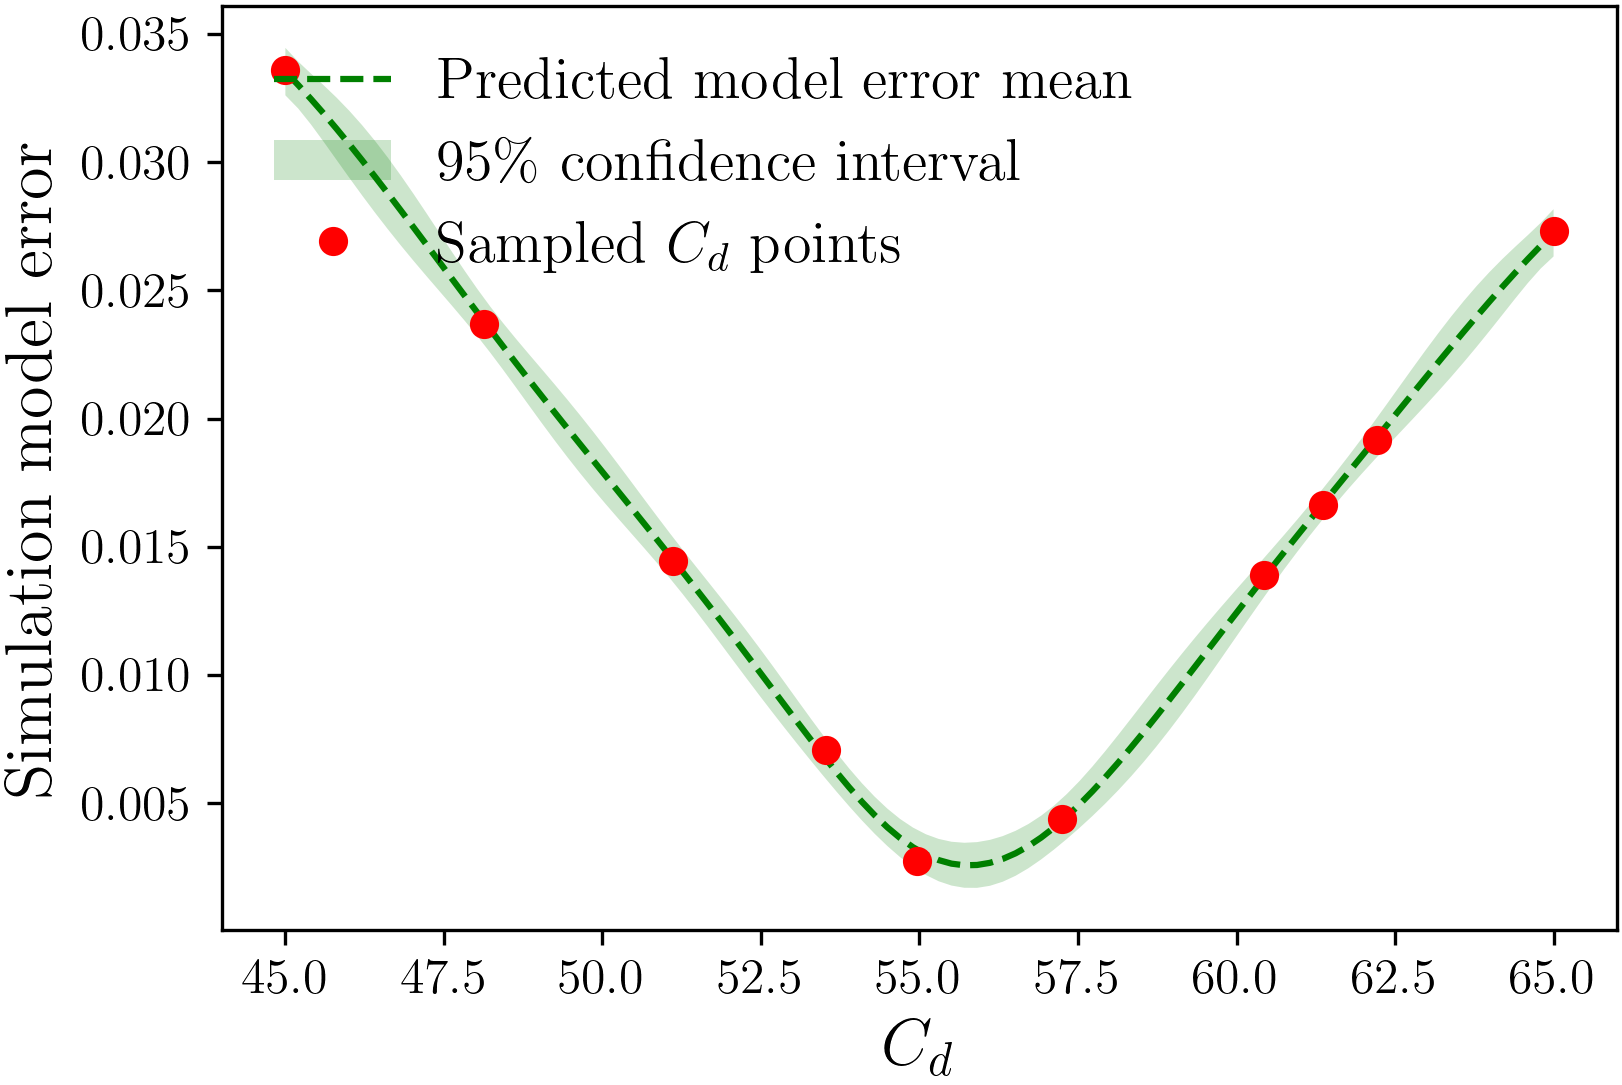 Simulation model error
0.035
0.030
0.025
0.020
0.015
0.010
0.005
Predicted model error mean
95% confidence interval
Sampled C_d points
45.0 47.5 50.0 52.5 55.0 57.5 60.0 62.5 65.0
C_d